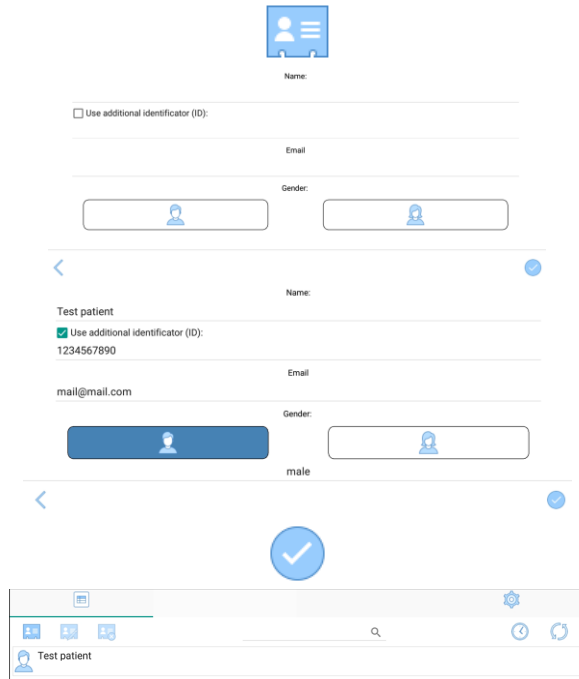 Name:
Use additional identificator (ID):
Email
Gender:
Name:
Test patient
Use additional identificator (ID):
1234567890
Email
mail@mail.com
Gender:
male
Test patient